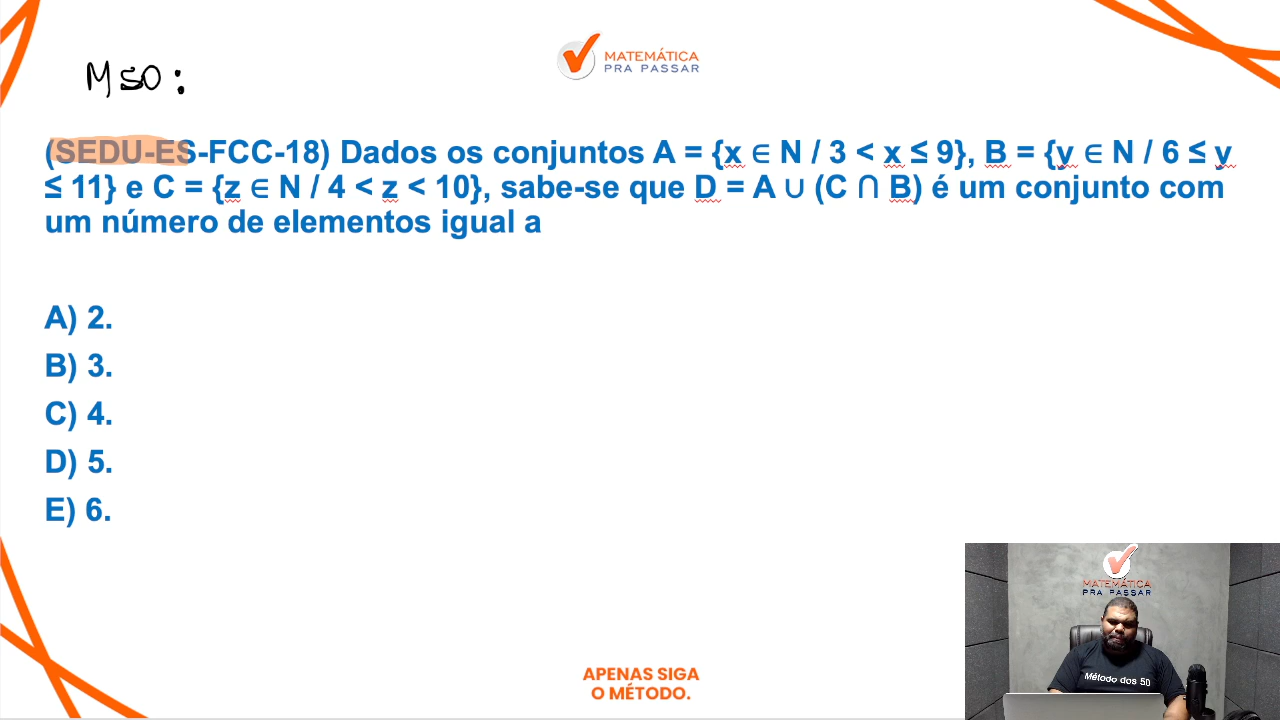 MATEMÁTICA
PRA PASSAR
MSO:
(SEDU-ES-FCC-18) Dados os conjuntos A = {x ∈ N / 3 < x ≤ 9}, B = {y ∈ N / 6 ≤ y
≤ 11} e C = {z ∈ N / 4 < z < 10}, sabe-se que D = A ∪ (C ∩ B) é um conjunto com
um número de elementos igual a
A) 2.
B) 3.
C) 4.
D) 5.
E) 6.
MATEMÁTICA
PRA PASSAR
Método dos 50
APENAS SIGA
O MÉTODO.